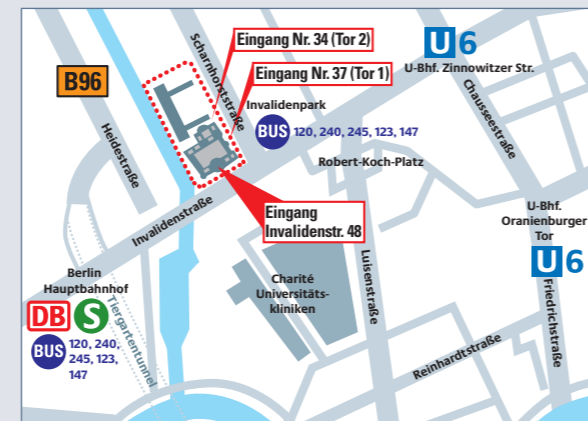 Eingang Nr. 34 (Tor 2)
Eingang Nr. 37 (Tor 1)
U6
U-Bhf. Zinnowitzer Str.
B96
Scharnhorststraße
Invalidenpark
BUS 120, 240, 245, 123, 147
Chausseestraße
Heidestraße
Robert-Koch-Platz
Invalidenstraße
Eingang
Invalidenstr. 48
U-Bhf.
Oranienburger
Tor
U6
Berlin
Hauptbahnhof
DB S
BUS 120, 240,
245, 123,
147
Tiergartentunnel
Charité
Universitäts-
kliniken
Luisenstraße
Friedrichstraße
Reinhardtstraße